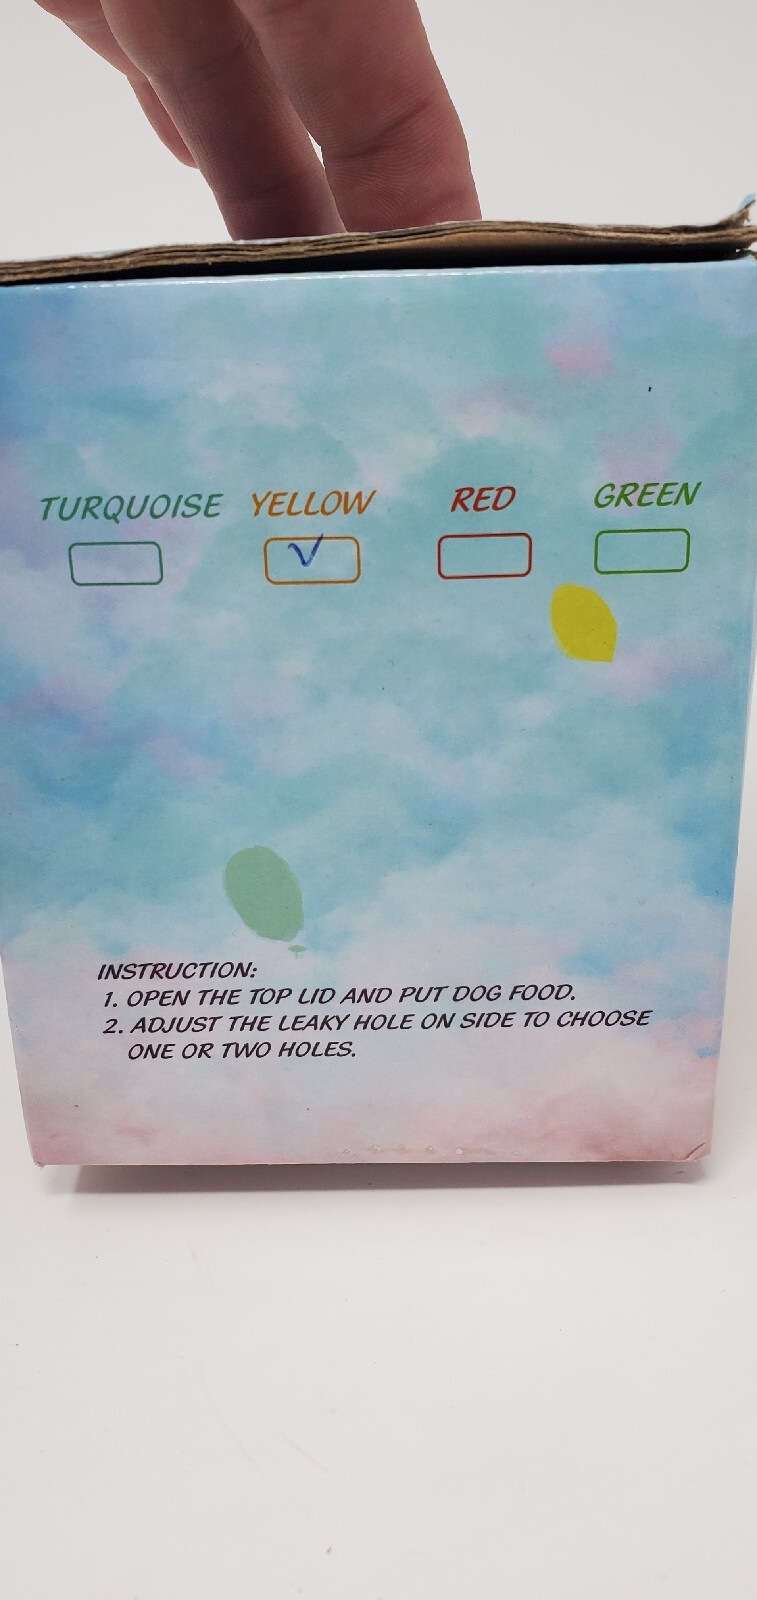 TURQUOISE YELLOW RED GREEN
INSTRUCTION:
1. OPEN THE TOP LID AND PUT DOG FOOD.
2. ADJUST THE LEAKY HOLE ON SIDE TO CHOOSE
ONE OR TWO HOLES.